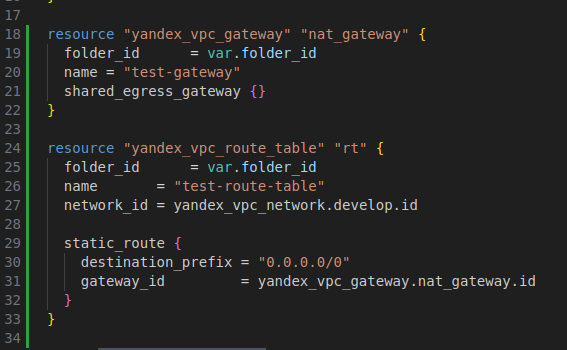 17
18 resource "yandex_vpc_gateway" "nat_gateway" {
19   folder_id      = var.folder_id
20   name = "test-gateway"
21   shared_egress_gateway {}
22 }
23
24 resource "yandex_vpc_route_table" "rt" {
25   folder_id      = var.folder_id
26   name       = "test-route-table"
27   network_id = yandex_vpc_network.develop.id
28
29   static_route {
30     destination_prefix = "0.0.0.0/0"
31     gateway_id         = yandex_vpc_gateway.nat_gateway.id
32   }
33 }
34